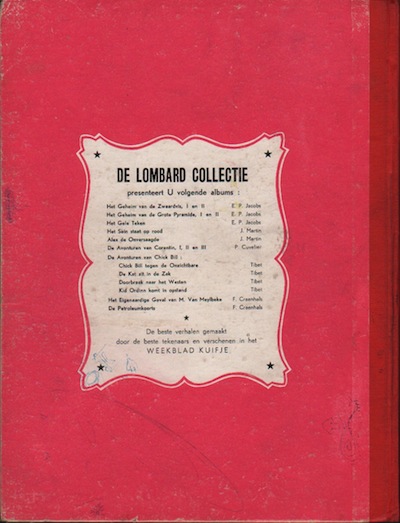 DE LOMBARD COLLECTIE
presenteert U volgende albums :
Het Geheim van de Zwaardvis, I en II E. P. Jacobs
Het Geheim van de Grote Pyramide, I en II E. P. Jacobs
Het Gele Teken E. P. Jacobs
Het Sein staat op rood J. Martin
Alex de Onversaagde J. Martin
De Avonturen van Corentin, I, II en III P. Cuvelier
De Avonturen van Chick Bill :
Chick Bill tegen de Onzichtbare Tibet
De Kat zit in de Zak Tibet
Doorbraak naar het Westen Tibet
Kid Ordinn komt in opstand Tibet
Het Eigenaardige Geval van M. Van Meylbeke F. Craenhals
De Petroleumkoorts F. Craenhals
De beste verhalen gemaakt
door de beste tekenaars en verschenen in het
WEEKBLAD KUIFJE